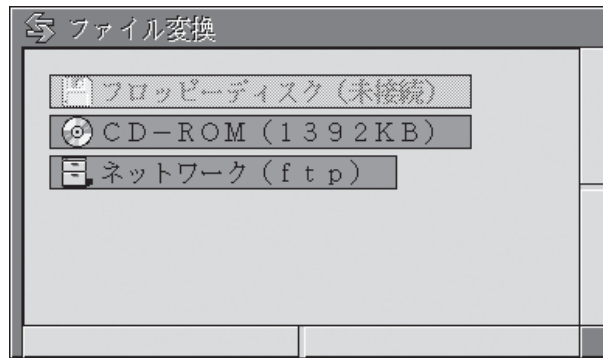 ファイル変換
フロッピーディスク（未接続）
ＣＤ－ＲＯＭ（１３９２ＫＢ）
ネットワーク（ｆｔｐ）